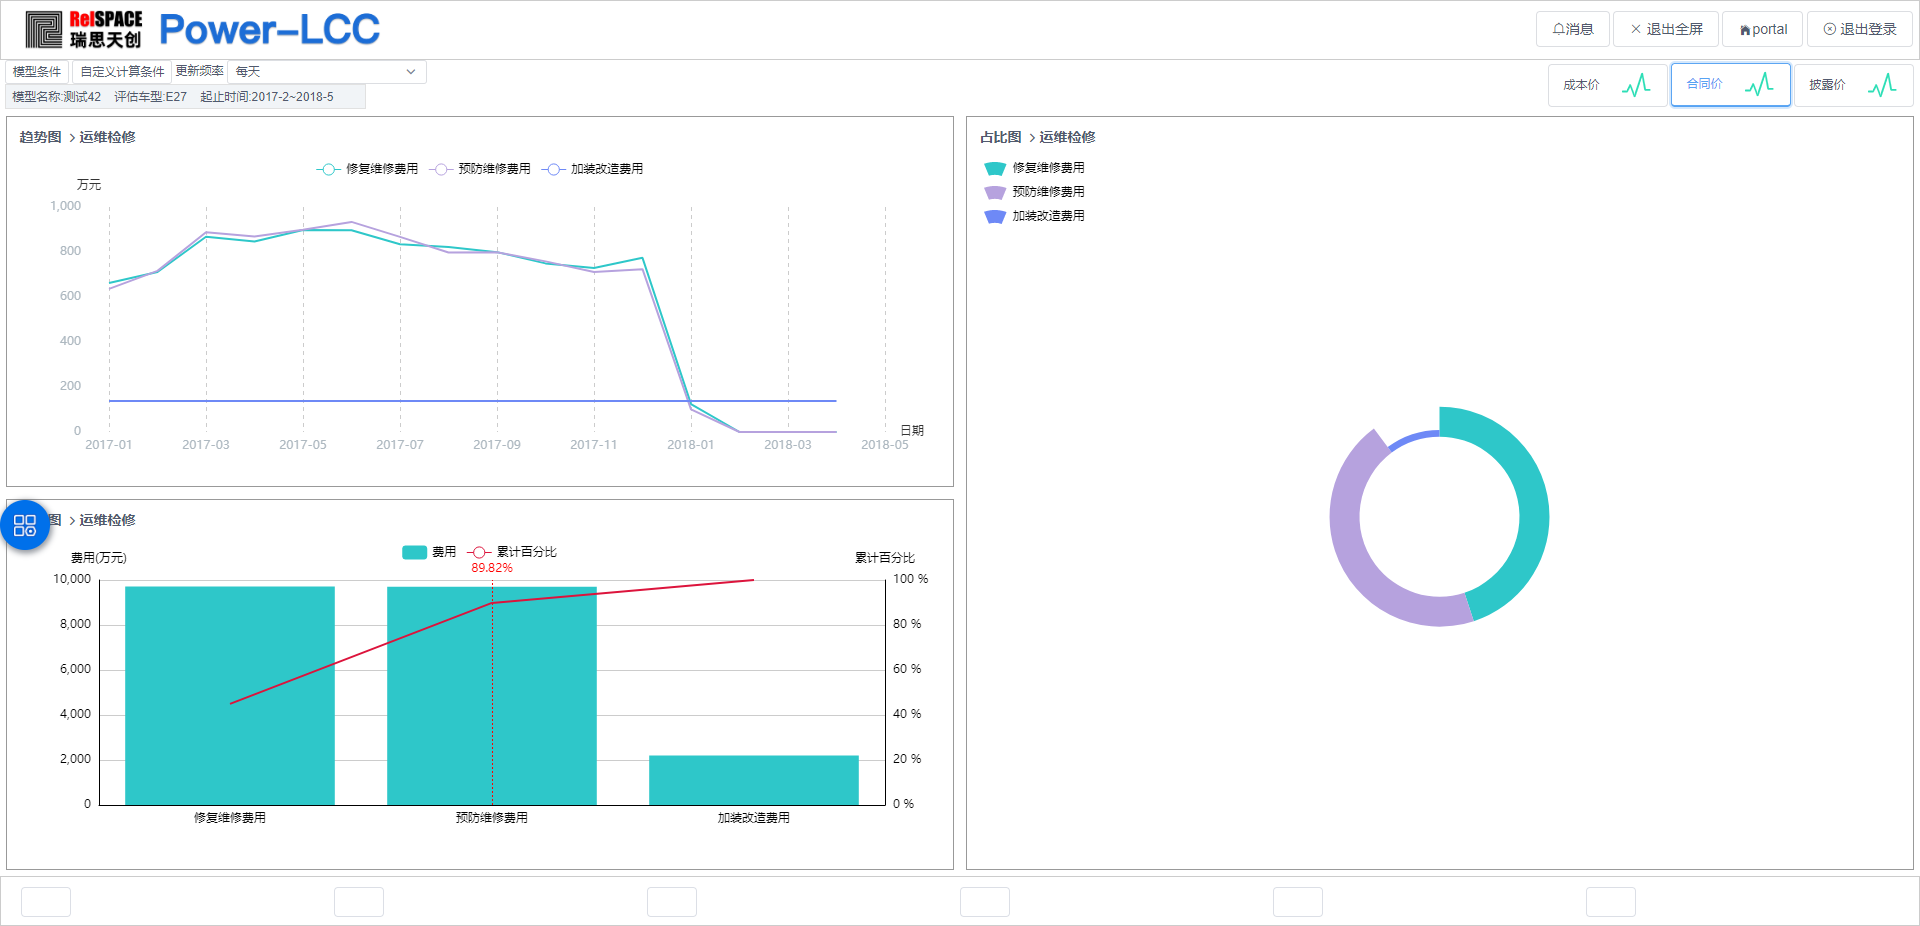 RelSPACE
瑞思天创
Power-LCC
消息
退出全屏
portal
退出登录
模型条件
自定义计算条件
更新频率
每天
模型名称:测试42 评估车型:E27 起止时间:2017-2~2018-5
成本价
合同价
披露价
趋势图 > 运维检修
修复维修费用
预防维修费用
加装改造费用
万元
1,000
800
600
400
200
0
2017-01
2017-03
2017-05
2017-07
2017-09
2017-11
2018-01
2018-03
2018-05
日期
图 > 运维检修
费用(万元)
费用
累计百分比
累计百分比
89.82%
10,000
8,000
6,000
4,000
2,000
0
100 %
80 %
60 %
40 %
20 %
0 %
修复维修费用
预防维修费用
加装改造费用
占比图 > 运维检修
修复维修费用
预防维修费用
加装改造费用